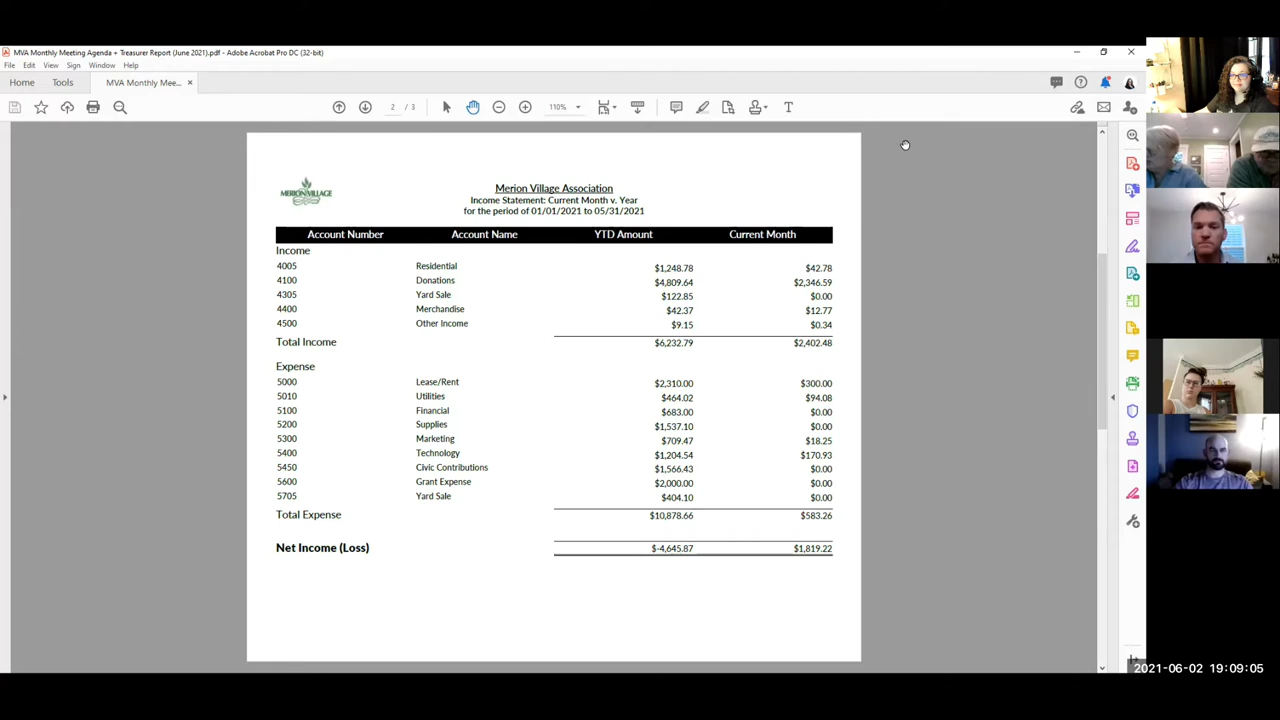 MVA Monthly Meeting Agenda + Treasurer Report (June 2021).pdf - Adobe Acrobat Pro DC (32-bit)
File Edit View Sign Window Help
Home Tools MVA Monthly Mee... ×
2 / 3 110%
MERION VILLAGE
Merion Village Association
Income Statement: Current Month v. Year
for the period of 01/01/2021 to 05/31/2021
Account Number Account Name YTD Amount Current Month
Income
4005 Residential $1,248.78 $42.78
4100 Donations $4,809.64 $2,346.59
4305 Yard Sale $122.85 $0.00
4400 Merchandise $42.37 $12.77
4500 Other Income $9.15 $0.34
Total Income $6,232.79 $2,402.48
Expense
5000 Lease/Rent $2,310.00 $300.00
5010 Utilities $464.02 $94.08
5100 Financial $683.00 $0.00
5200 Supplies $1,537.10 $0.00
5300 Marketing $709.47 $18.25
5400 Technology $1,204.54 $170.93
5450 Civic Contributions $1,566.43 $0.00
5600 Grant Expense $2,000.00 $0.00
5705 Yard Sale $404.10 $0.00
Total Expense $10,878.66 $583.26
Net Income (Loss) $-4,645.87 $1,819.22
2021-06-02 19:09:05